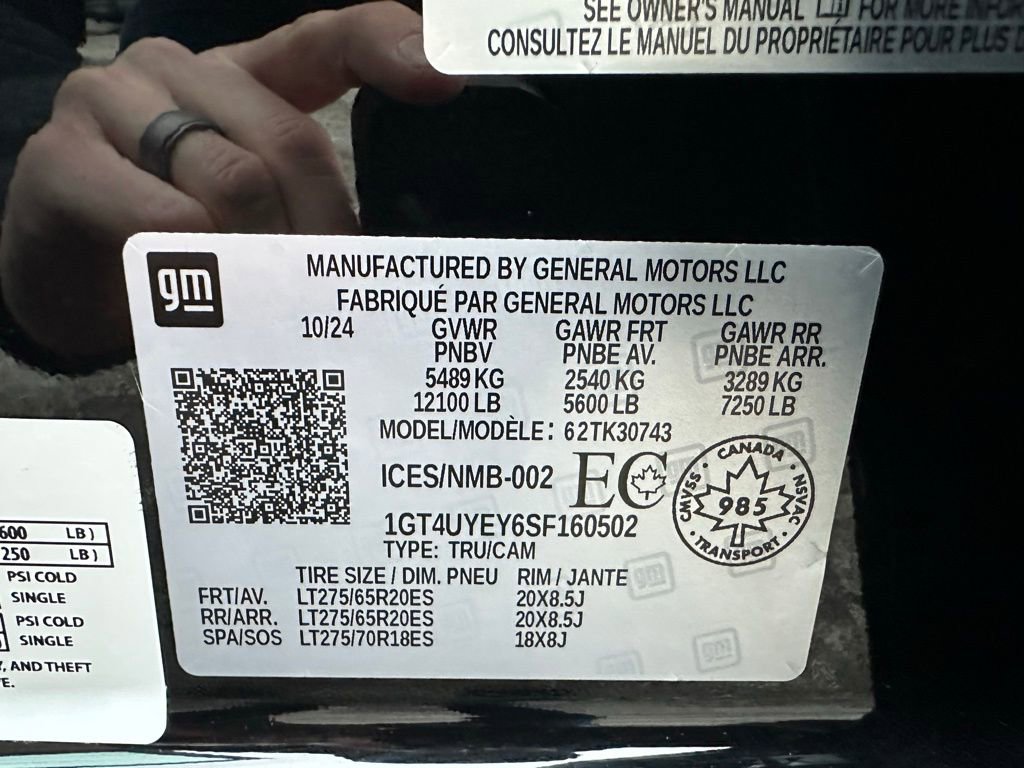 SEE OWNER'S MANUAL FOR MORE
CONSULTEZ LE MANUEL DU PROPRIÉTAIRE POUR PLUS
gm
MANUFACTURED BY GENERAL MOTORS LLC
FABRIQUÉ PAR GENERAL MOTORS LLC
10/24 GVWR GAWR FRT GAWR RR
PNBV PNBE AV. PNBE ARR.
5489 KG 2540 KG 3289 KG
12100 LB 5600 LB 7250 LB
MODEL/MODÈLE: 62TK30743
ICES/NMB-002 EC
CANADA
CMVSS 985 NSVAC
TRANSPORT
1GT4UYEY6SF160502
TYPE: TRU/CAM
TIRE SIZE / DIM. PNEU RIM / JANTE
FRT/AV. LT275/65R20ES 20X8.5J
RR/ARR. LT275/65R20ES 20X8.5J
SPA/SOS LT275/70R18ES 18X8J
600 LB)
250 LB)
PSI COLD
SINGLE
PSI COLD
SINGLE
, AND THEFT
E.